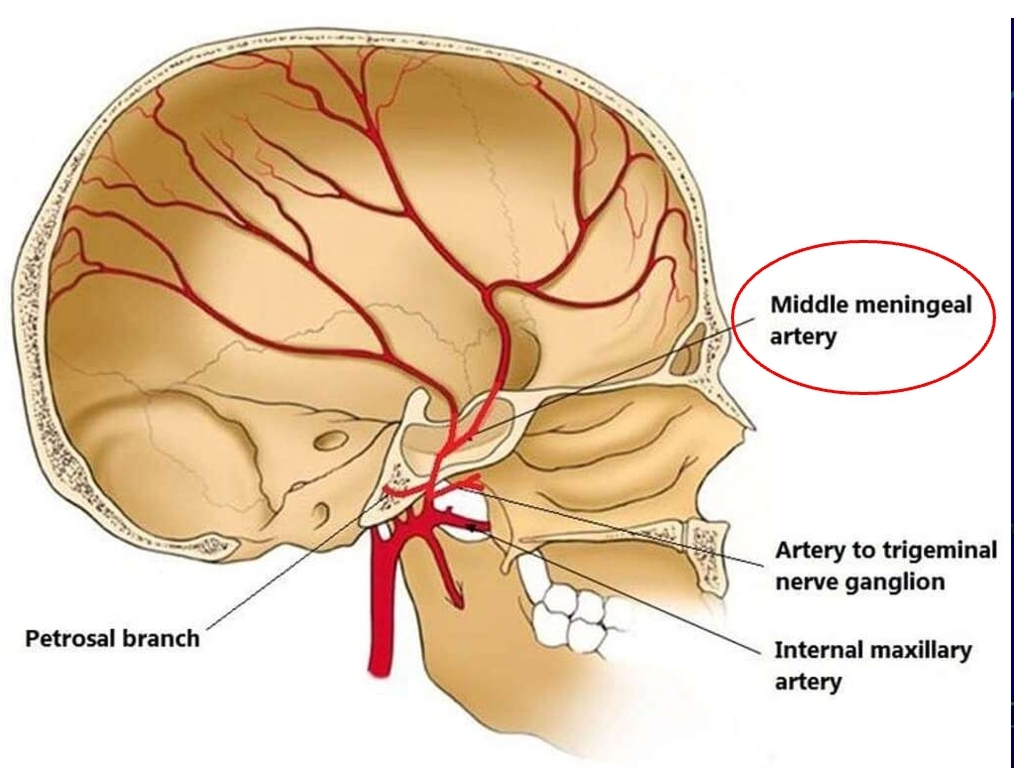 Middle meningeal
artery
Artery to trigeminal
nerve ganglion
Petrosal branch
Internal maxillary
artery